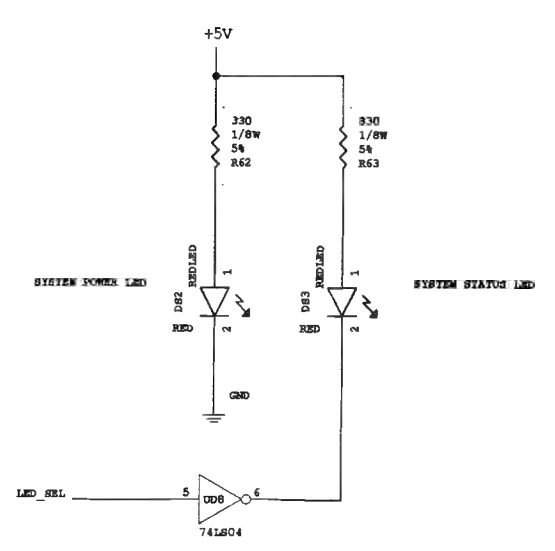 +5V
330
1/8W
5%
R62
330
1/8W
5%
R63
SYSTEM POWER LED
REDLED
1
DS2
RED
2
REDLED
1
DS3
RED
2
SYSTEM STATUS LED
GND
LED_SEL
5
UD8
6
74LS04